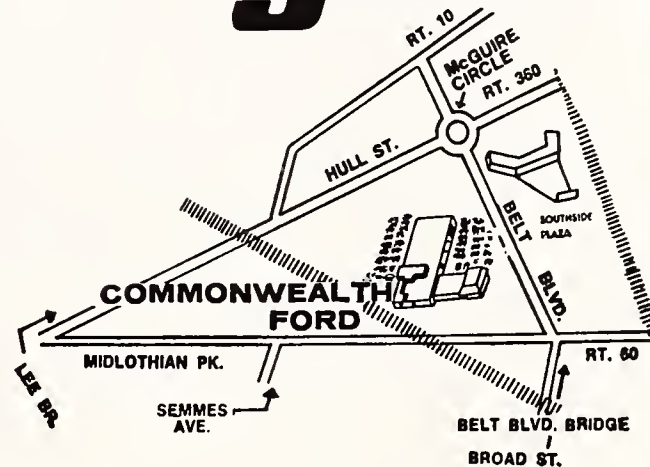 RT. 10
McGUIRE
CIRCLE
RT. 360
HULL ST.
BELT
BLVD.
SOUTHSIDE
PLAZA
COMMONWEALTH
FORD
MIDLOTHIAN PK.
RT. 60
LEE BR.
SEMMES
AVE.
BELT BLVD. BRIDGE
BROAD ST.